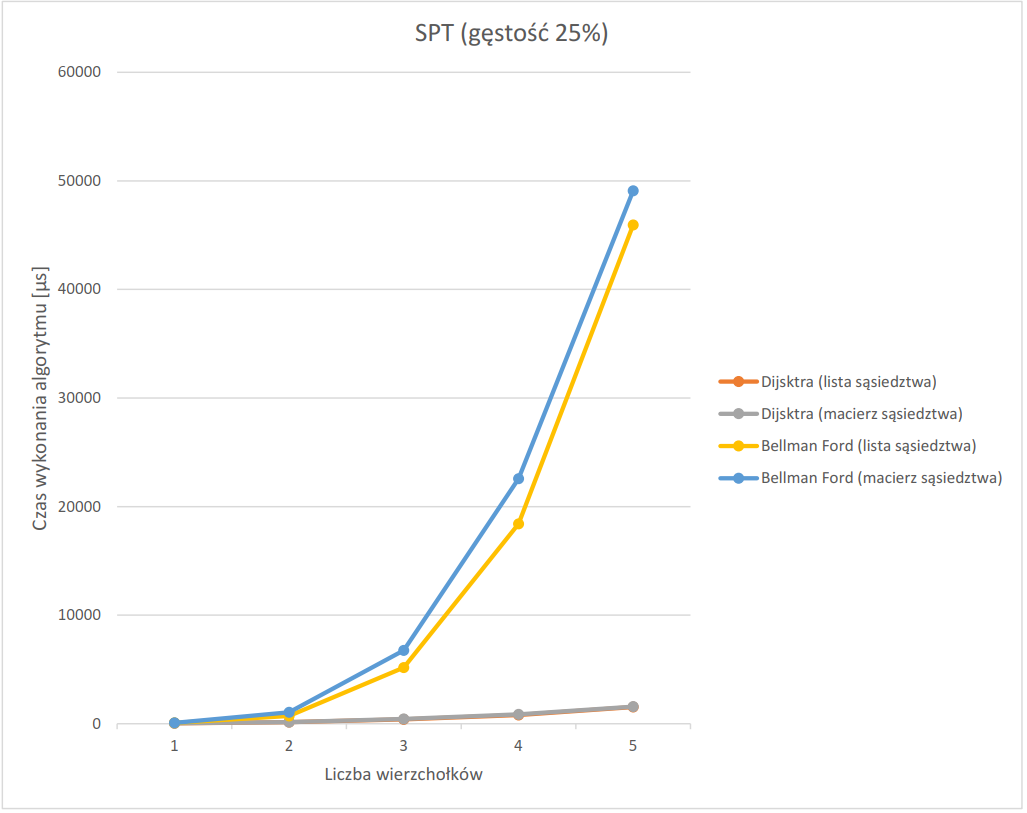 SPT (gęstość 25%)
60000
50000
40000
30000
20000
10000
0
Czas wykonania algorytmu [µs]
1 2 3 4 5
Liczba wierzchołków
Dijsktra (lista sąsiedztwa)
Dijsktra (macierz sąsiedztwa)
Bellman Ford (lista sąsiedztwa)
Bellman Ford (macierz sąsiedztwa)